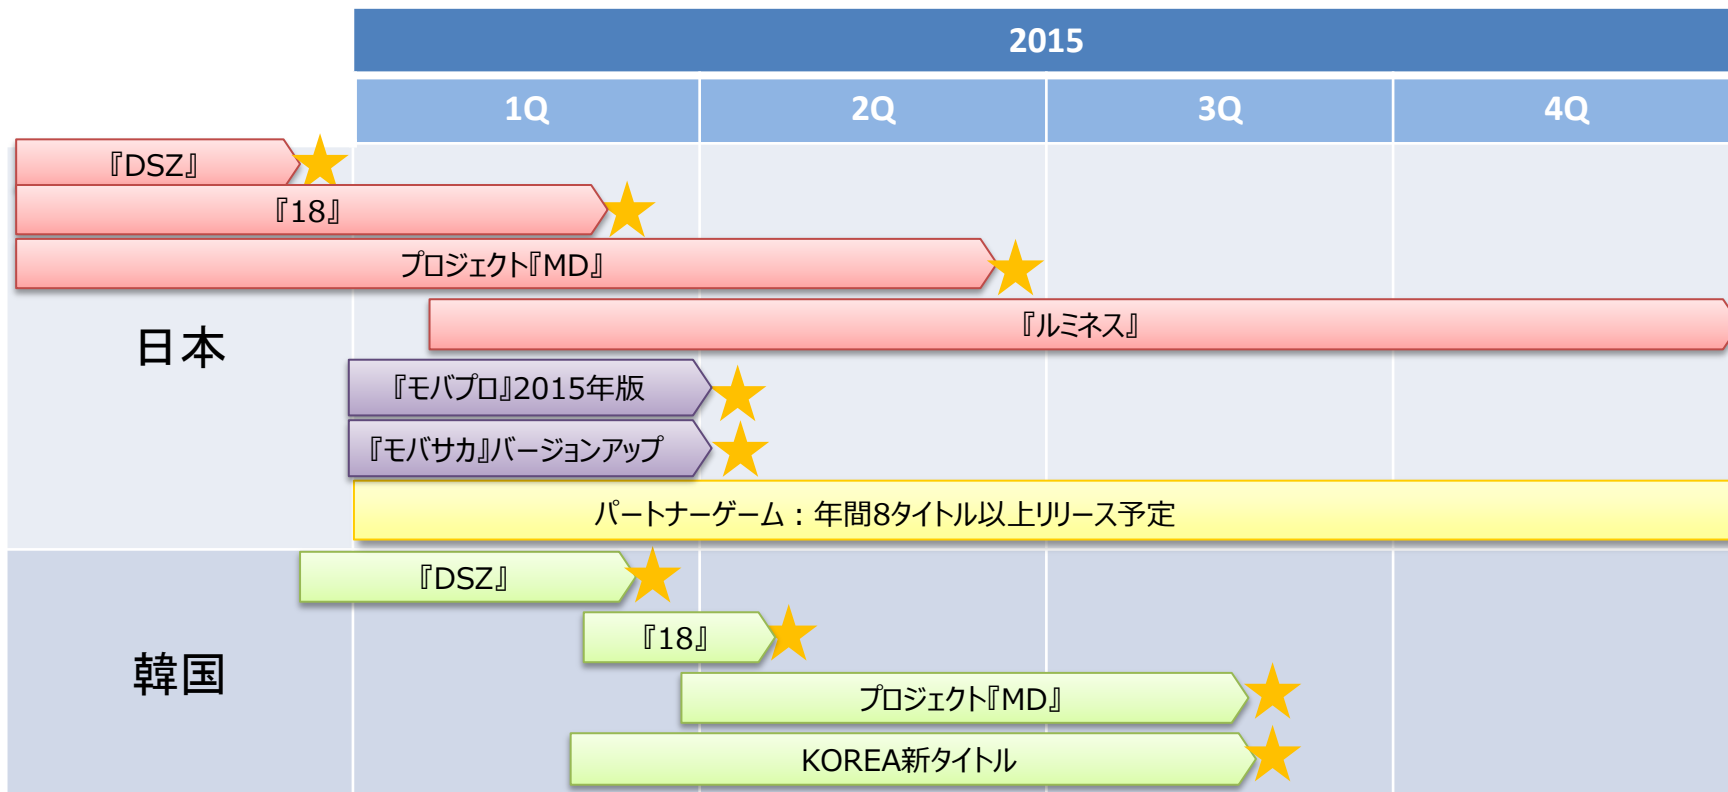 2015
1Q
2Q
3Q
4Q
『DSZ』
『18』
プロジェクト『MD』
『ルミネス』
日本
『モバプロ』2015年版
『モバサカ』バージョンアップ
パートナーゲーム：年間8タイトル以上リリース予定
『DSZ』
『18』
韓国
プロジェクト『MD』
KOREA新タイトル